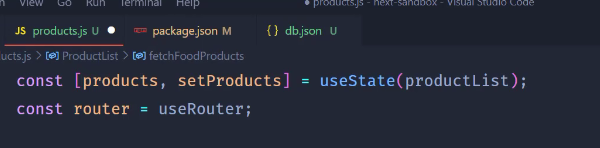 View Go Run Terminal Help products.js - next-sandbox - Visual Studio Code
JS products.js U package.json M { } db.json U
ucts.js > ProductList > fetchFoodProducts
const [products, setProducts] = useState(productList);
const router = useRouter;